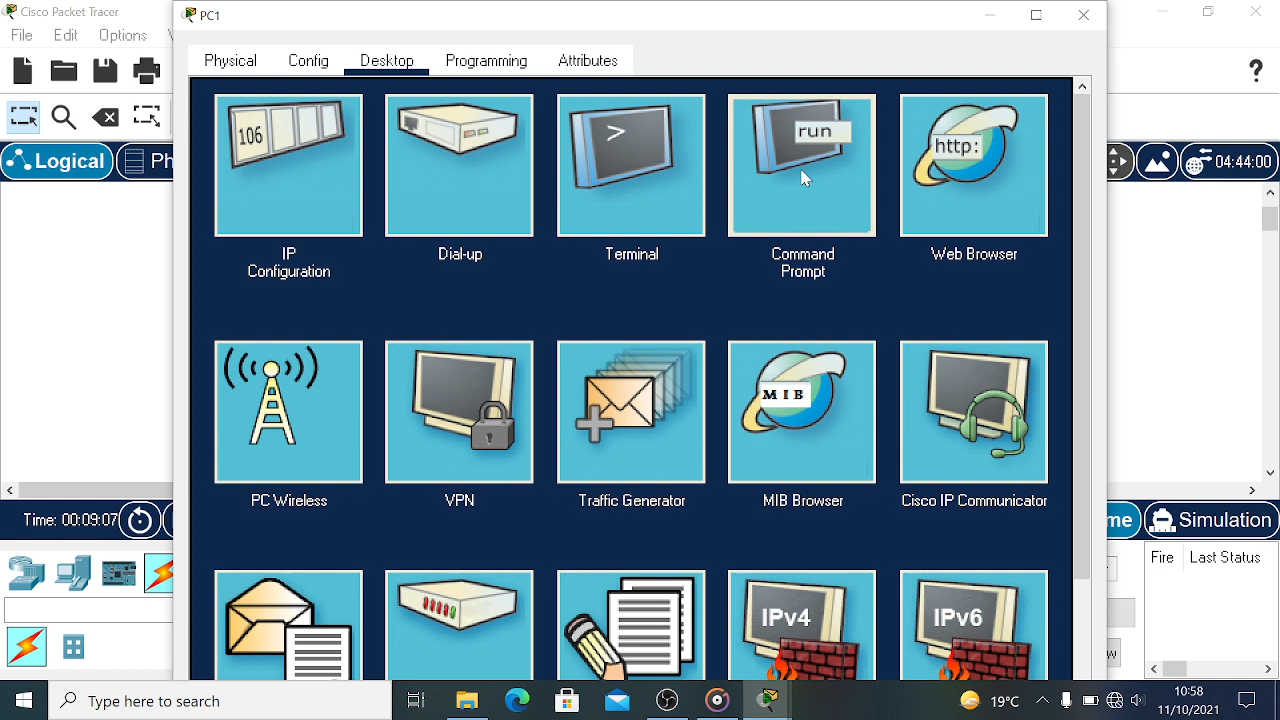 Cisco Packet Tracer
PC1
File Edit Options
Physical Config Desktop Programming Attributes
?
Logical
04:44:00
106
>
run
http:
IP Configuration
Dial-up
Terminal
Command Prompt
Web Browser
MIB
PC Wireless
VPN
Traffic Generator
MIB Browser
Cisco IP Communicator
Time: 00:09:07
me
Simulation
Fire Last Status
IPv4
IPv6
w
Type here to search
19°C
10:58
11/10/2021